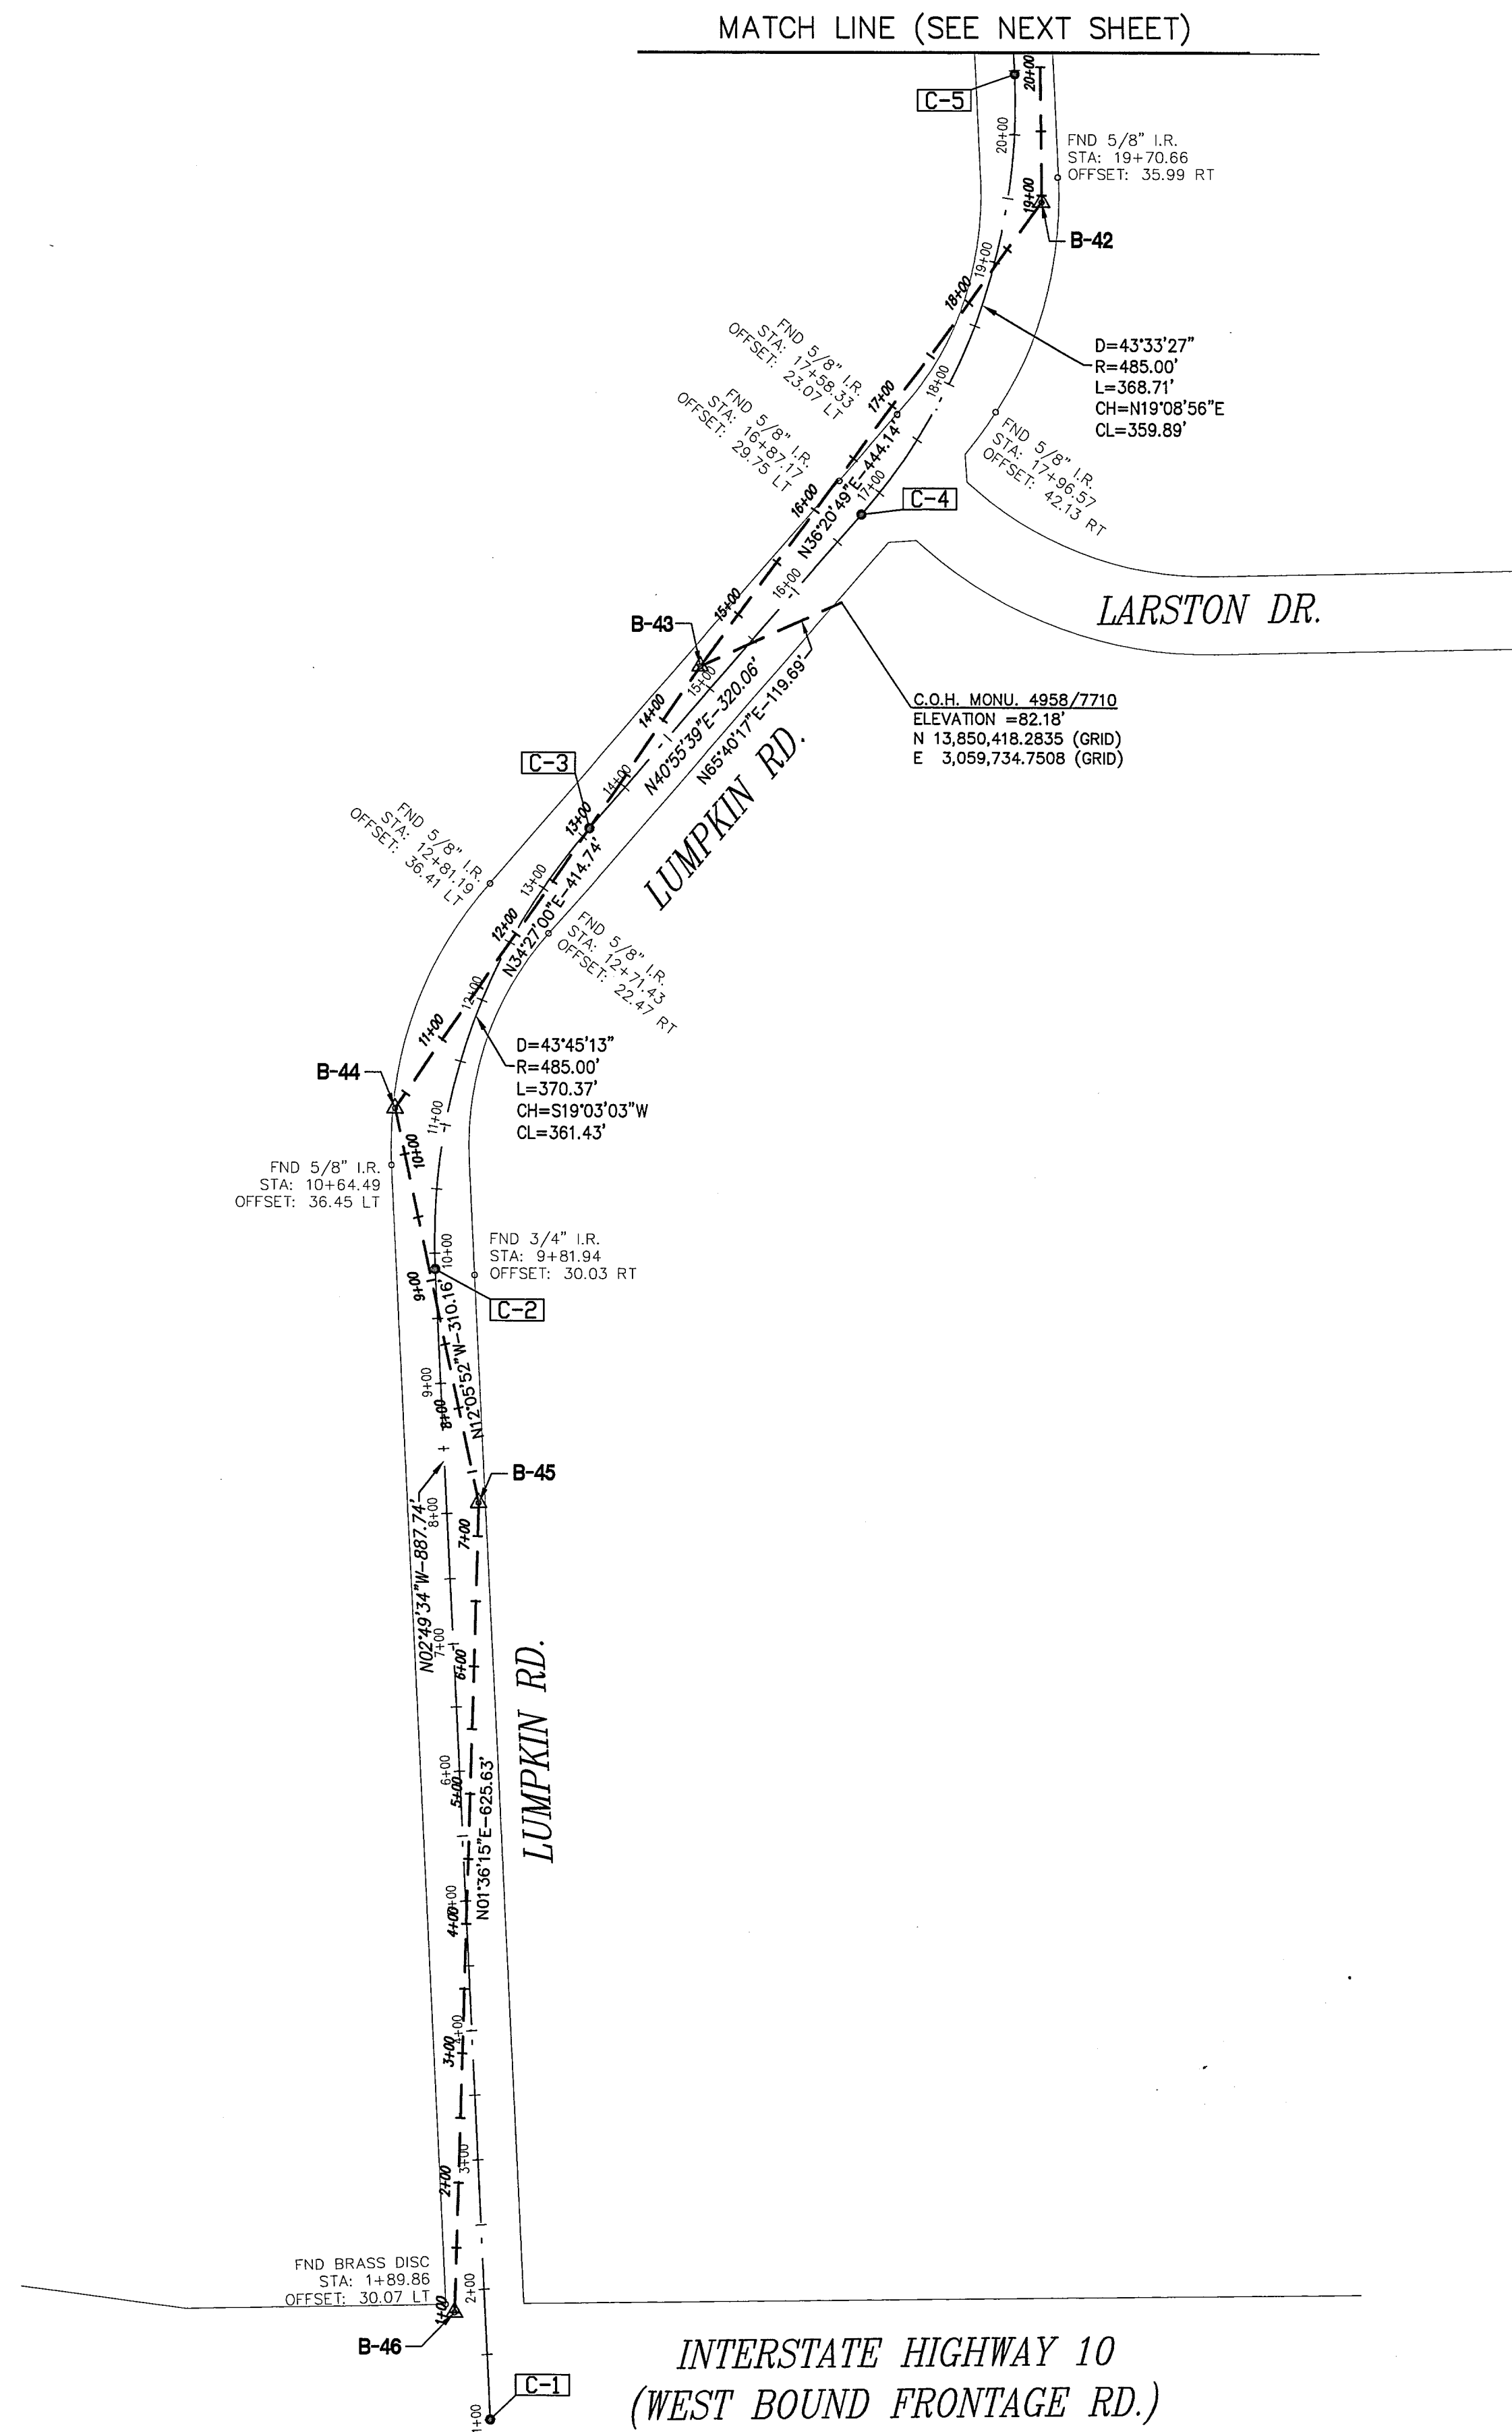 MATCH LINE (SEE NEXT SHEET)
20+00
C-5
20+00
FND 5/8" I.R.
STA: 19+70.66
OFFSET: 35.99 RT
19+00
B-42
19+00
18+00
FND 5/8" I.R.
STA: 17+58.33
OFFSET: 23.07 LT
D=43°33'27"
R=485.00'
L=368.71'
CH=N19°08'56"E
CL=359.89'
18+00
17+00
FND 5/8" I.R.
STA: 16+87.17
OFFSET: 29.75 LT
FND 5/8" I.R.
STA: 17+96.57
OFFSET: 42.13 RT
N36°20'49"E-444.14'
17+00
16+00
C-4
16+00
15+00
LARSTON DR.
B-43
15+00
N40°55'39"E-320.06'
N65°40'17"E-119.69'
14+00
C.O.H. MONU. 4958/7710
ELEVATION =82.18'
N 13,850,418.2835 (GRID)
E 3,059,734.7508 (GRID)
LUMPKIN RD.
C-3
14+00
13+00
FND 5/8" I.R.
STA: 12+81.19
OFFSET: 36.41 LT
13+00
12+00
N34°27'00"E-414.74'
FND 5/8" I.R.
STA: 12+71.43
OFFSET: 22.47 RT
12+00
11+00
D=43°45'13"
R=485.00'
L=370.37'
CH=S19°03'03"W
CL=361.43'
B-44
11+00
10+00
FND 5/8" I.R.
STA: 10+64.49
OFFSET: 36.45 LT
FND 3/4" I.R.
STA: 9+81.94
OFFSET: 30.03 RT
10+00
9+00
C-2
N12°05'52"W-310.16'
9+00
8+00
B-45
8+00
7+00
N02°49'34"W-887.74'
7+00
6+00
LUMPKIN RD.
6+00
5+00
N01°36'15"E-625.63'
5+00
4+00
4+00
3+00
3+00
2+00
FND BRASS DISC
STA: 1+89.86
OFFSET: 30.07 LT
2+00
1+00
B-46
INTERSTATE HIGHWAY 10
(WEST BOUND FRONTAGE RD.)
C-1
1+00